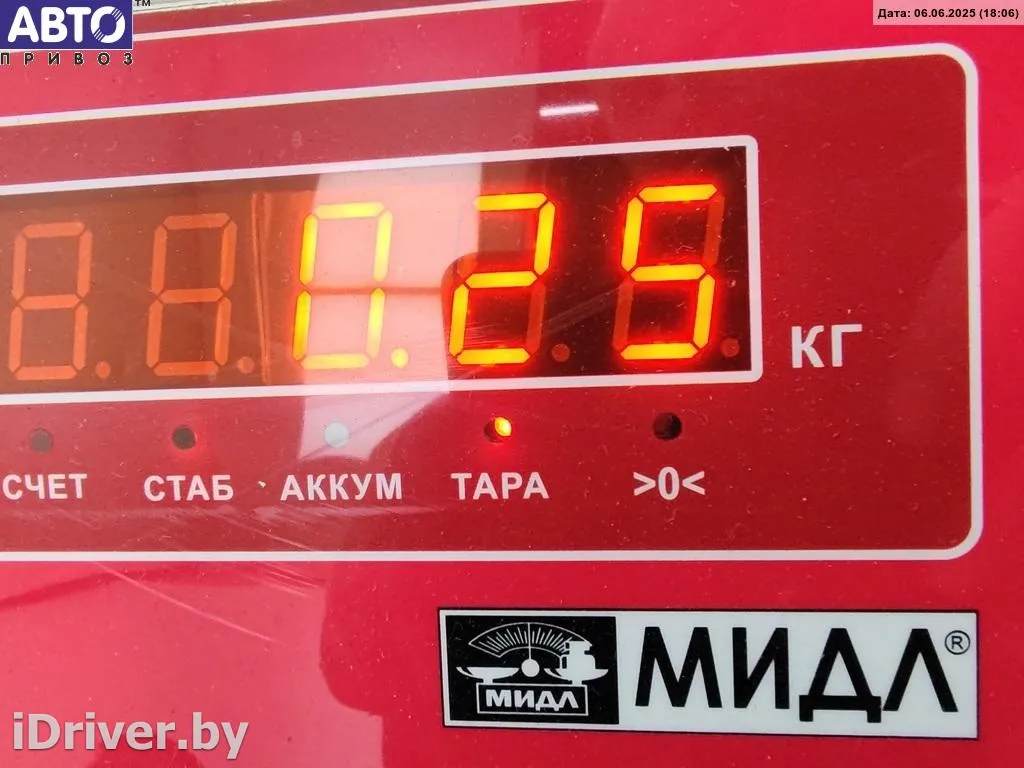 АВТО™
ПРИВОЗ
Дата: 06.06.2025 (18:06)
0.25
КГ
СЧЕТ СТАБ АККУМ ТАРА >0<
МИДЛ
МИДЛ®
iDriver.by